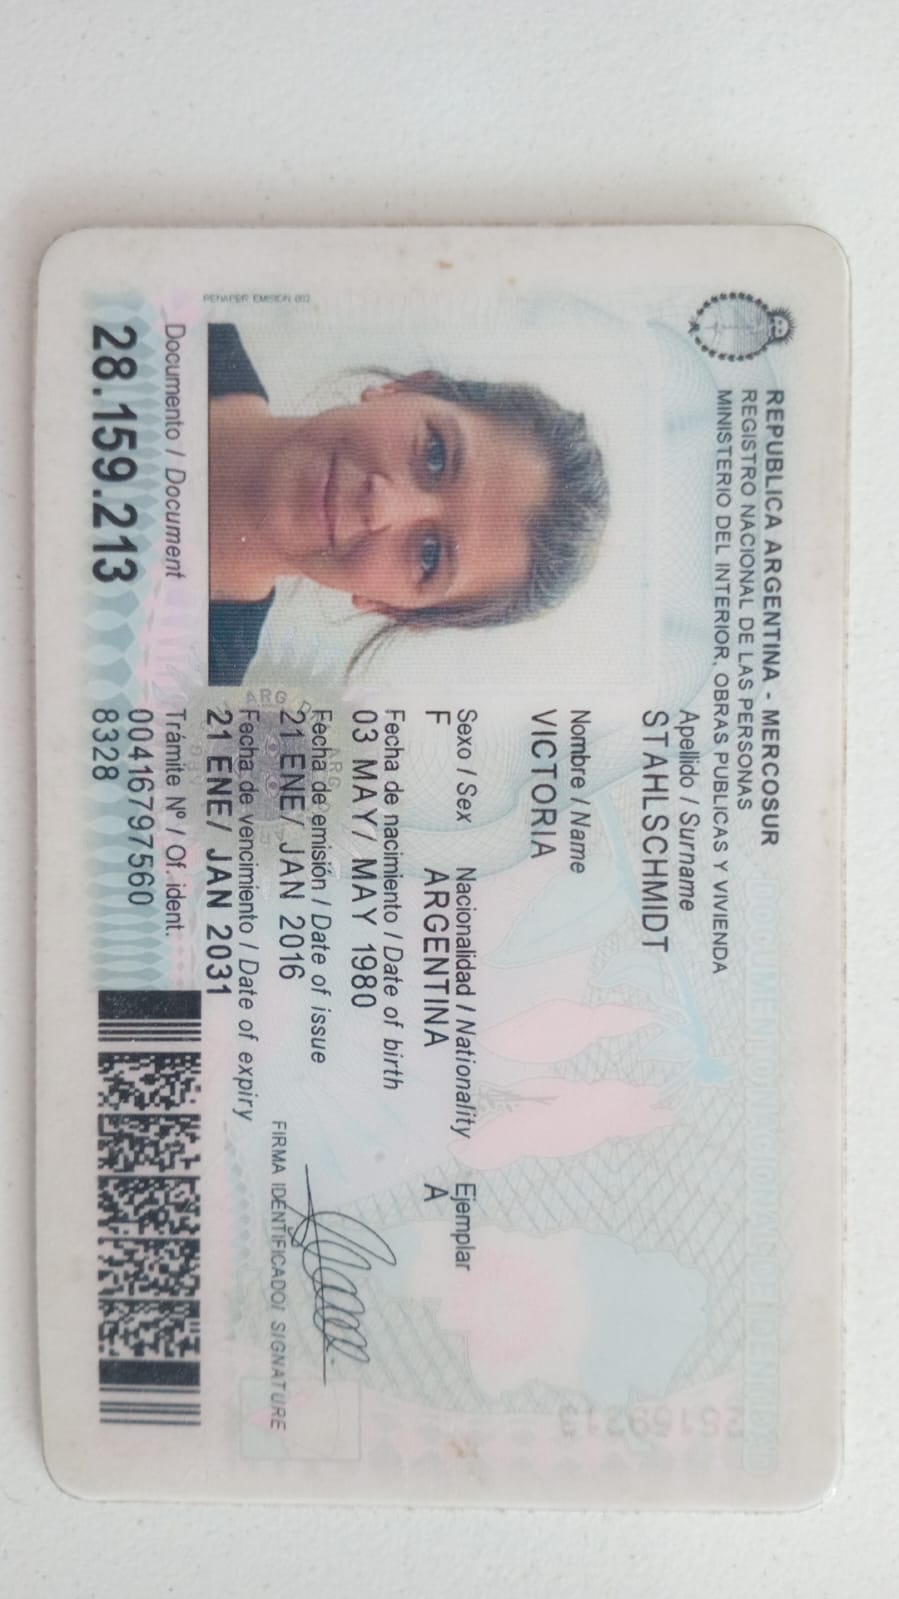 REPUBLICA ARGENTINA - MERCOSUR
REGISTRO NACIONAL DE LAS PERSONAS
MINISTERIO DEL INTERIOR, OBRAS PUBLICAS Y VIVIENDA
DOCUMENTO NACIONAL DE IDENTIDAD
Apellido / Surname
STAHLSCHMIDT
Nombre / Name
VICTORIA
Sexo / Sex Nacionalidad / Nationality Ejemplar
F ARGENTINA A
Fecha de nacimiento / Date of birth
03 MAY/ MAY 1980
Fecha de emisión / Date of issue
21 ENE/ JAN 2016
Fecha de vencimiento / Date of expiry
21 ENE/ JAN 2031
FIRMA IDENTIFICADO/ SIGNATURE
RENAPER EMISION 002
Documento / Document
28.159.213
Trámite Nº / Of. ident.
00416797560
8328